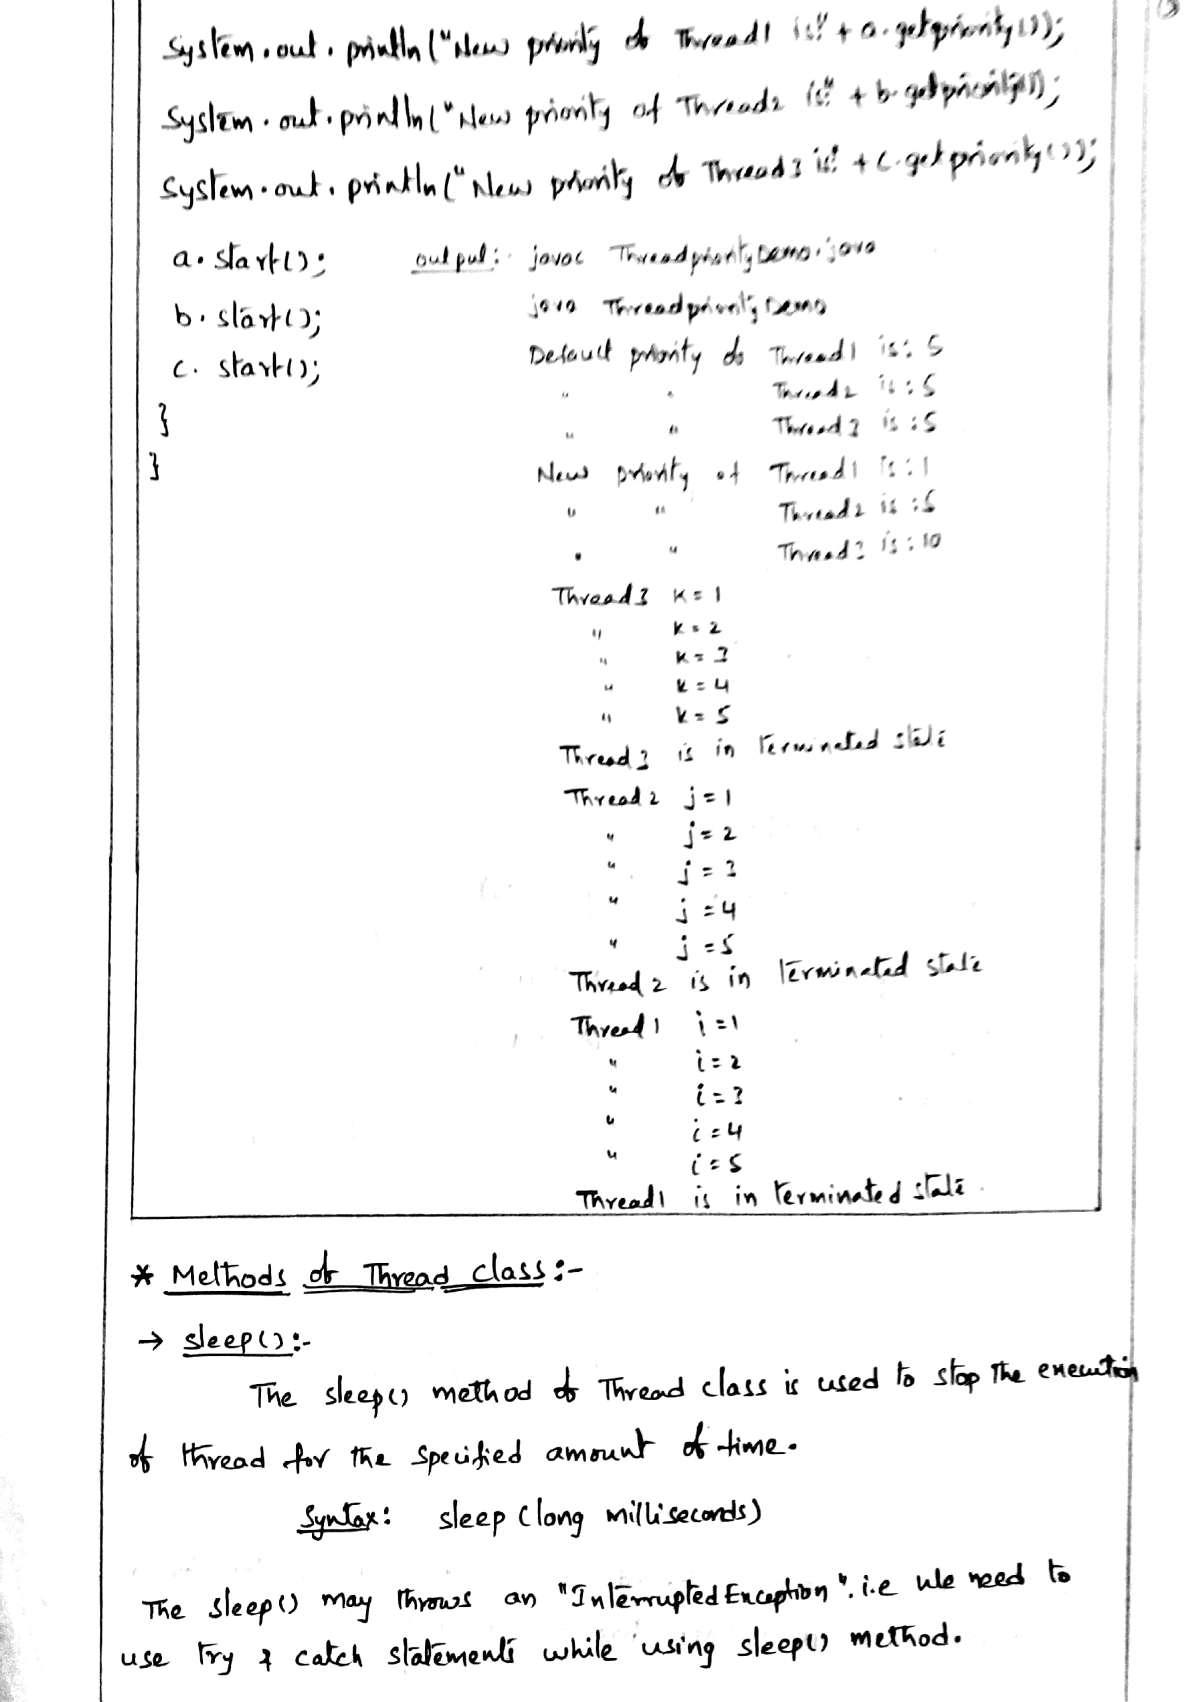 System.out.println("New priority of Thread1 is:" + a.getpriority());
System.out.println("New priority of Thread2 is:" + b.getpriority());
System.out.println("New priority of Thread3 is:" + c.getpriority());
a.start();
b.start();
c.start();
}
}
output:- javac ThreadpriorityDemo.java
java ThreadpriorityDemo
Default priority of Thread1 is: 5
" " Thread2 is: 5
" " Thread3 is: 5
New priority of Thread1 is: 1
" " Thread2 is: 5
" " Thread3 is: 10
Thread3 K=1
" K=2
" K=3
" K=4
" K=5
Thread3 is in Terminated state
Thread2 j=1
" j=2
" j=3
" j=4
" j=5
Thread2 is in Terminated state
Thread1 i=1
" i=2
" i=3
" i=4
" i=5
Thread1 is in terminated state.
* Methods of Thread class:-
→ sleep():-
The sleep() method of Thread class is used to stop the execution
of thread for the specified amount of time.
Syntax: sleep (long milliseconds)
The sleep() may throws an "InterruptedException". i.e we need to
use try & catch statements while using sleep() method.